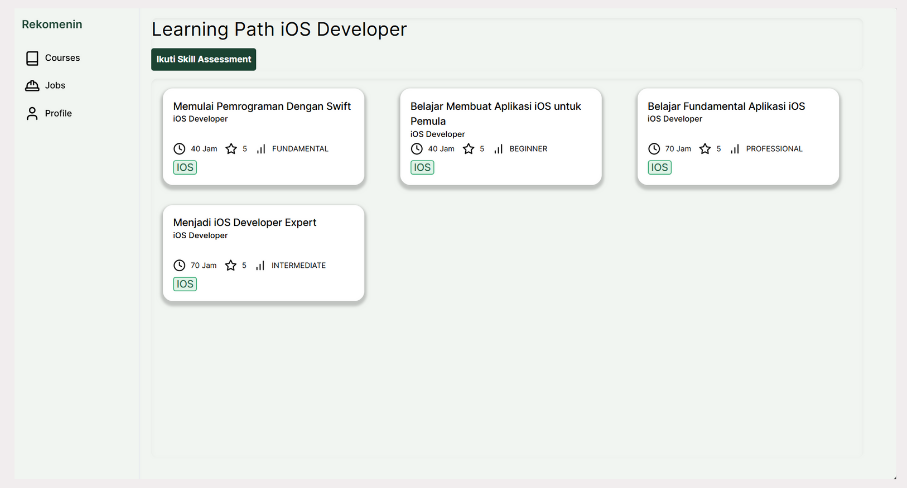 Rekomenin
Courses
Jobs
Profile
Learning Path iOS Developer
Ikuti Skill Assessment
Memulai Pemrograman Dengan Swift
iOS Developer
40 Jam 5 FUNDAMENTAL
IOS
Belajar Membuat Aplikasi iOS untuk
Pemula
iOS Developer
40 Jam 5 BEGINNER
IOS
Belajar Fundamental Aplikasi iOS
iOS Developer
70 Jam 5 PROFESSIONAL
IOS
Menjadi iOS Developer Expert
iOS Developer
70 Jam 5 INTERMEDIATE
IOS